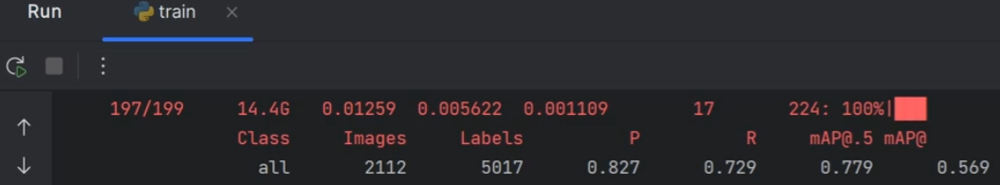 Run train
197/199 14.4G 0.01259 0.005622 0.001109 17 224: 100%
Class Images Labels P R mAP@.5 mAP@
all 2112 5017 0.827 0.729 0.779 0.569